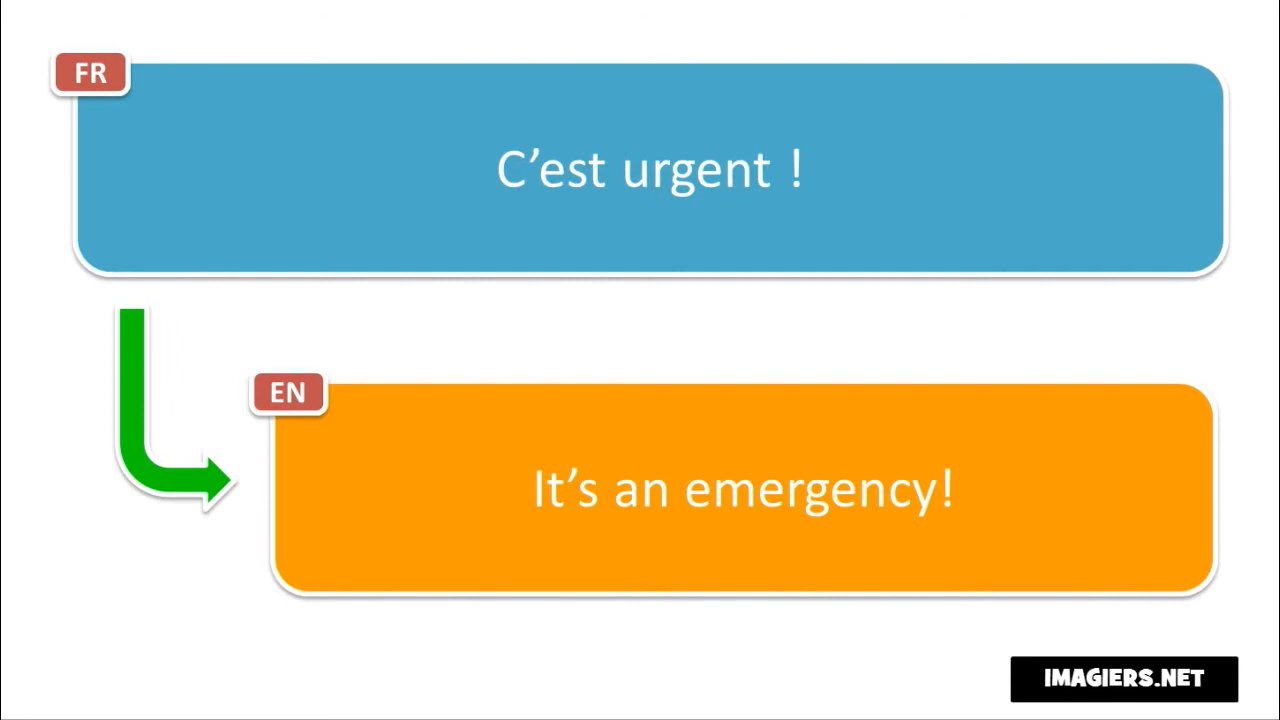 FR
C’est urgent !
EN
It’s an emergency!
IMAGIERS.NET